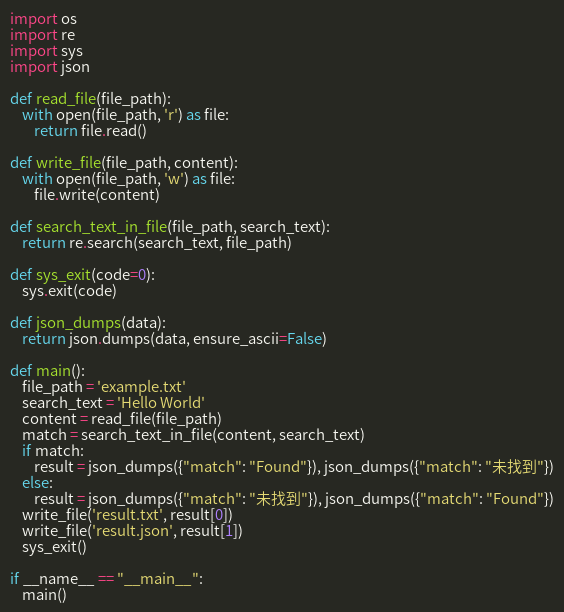 import os
import re
import sys
import json

def read_file(file_path):
    with open(file_path, 'r') as file:
        return file.read()

def write_file(file_path, content):
    with open(file_path, 'w') as file:
        file.write(content)

def search_text_in_file(file_path, search_text):
    return re.search(search_text, file_path)

def sys_exit(code=0):
    sys.exit(code)

def json_dumps(data):
    return json.dumps(data, ensure_ascii=False)

def main():
    file_path = 'example.txt'
    search_text = 'Hello World'
    content = read_file(file_path)
    match = search_text_in_file(content, search_text)
    if match:
        result = json_dumps({"match": "Found"}), json_dumps({"match": "未找到"})
    else:
        result = json_dumps({"match": "未找到"}), json_dumps({"match": "Found"})
    write_file('result.txt', result[0])
    write_file('result.json', result[1])
    sys_exit()

if __name__ == "__main__":
    main()